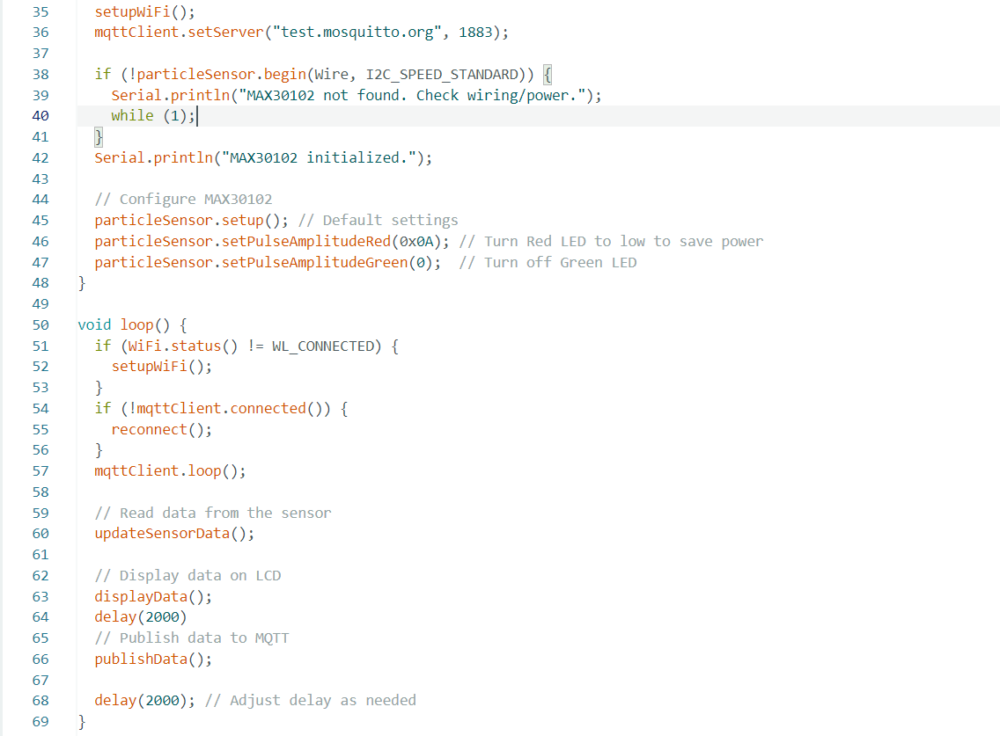 35 setupWiFi();
36 mqttClient.setServer("test.mosquitto.org", 1883);
37
38 if (!particleSensor.begin(Wire, I2C_SPEED_STANDARD)) {
39 Serial.println("MAX30102 not found. Check wiring/power.");
40 while (1);
41 }
42 Serial.println("MAX30102 initialized.");
43
44 // Configure MAX30102
45 particleSensor.setup(); // Default settings
46 particleSensor.setPulseAmplitudeRed(0x0A); // Turn Red LED to low to save power
47 particleSensor.setPulseAmplitudeGreen(0);  // Turn off Green LED
48 }
49
50 void loop() {
51 if (WiFi.status() != WL_CONNECTED) {
52 setupWiFi();
53 }
54 if (!mqttClient.connected()) {
55 reconnect();
56 }
57 mqttClient.loop();
58
59 // Read data from the sensor
60 updateSensorData();
61
62 // Display data on LCD
63 displayData();
64 delay(2000)
65 // Publish data to MQTT
66 publishData();
67
68 delay(2000); // Adjust delay as needed
69 }